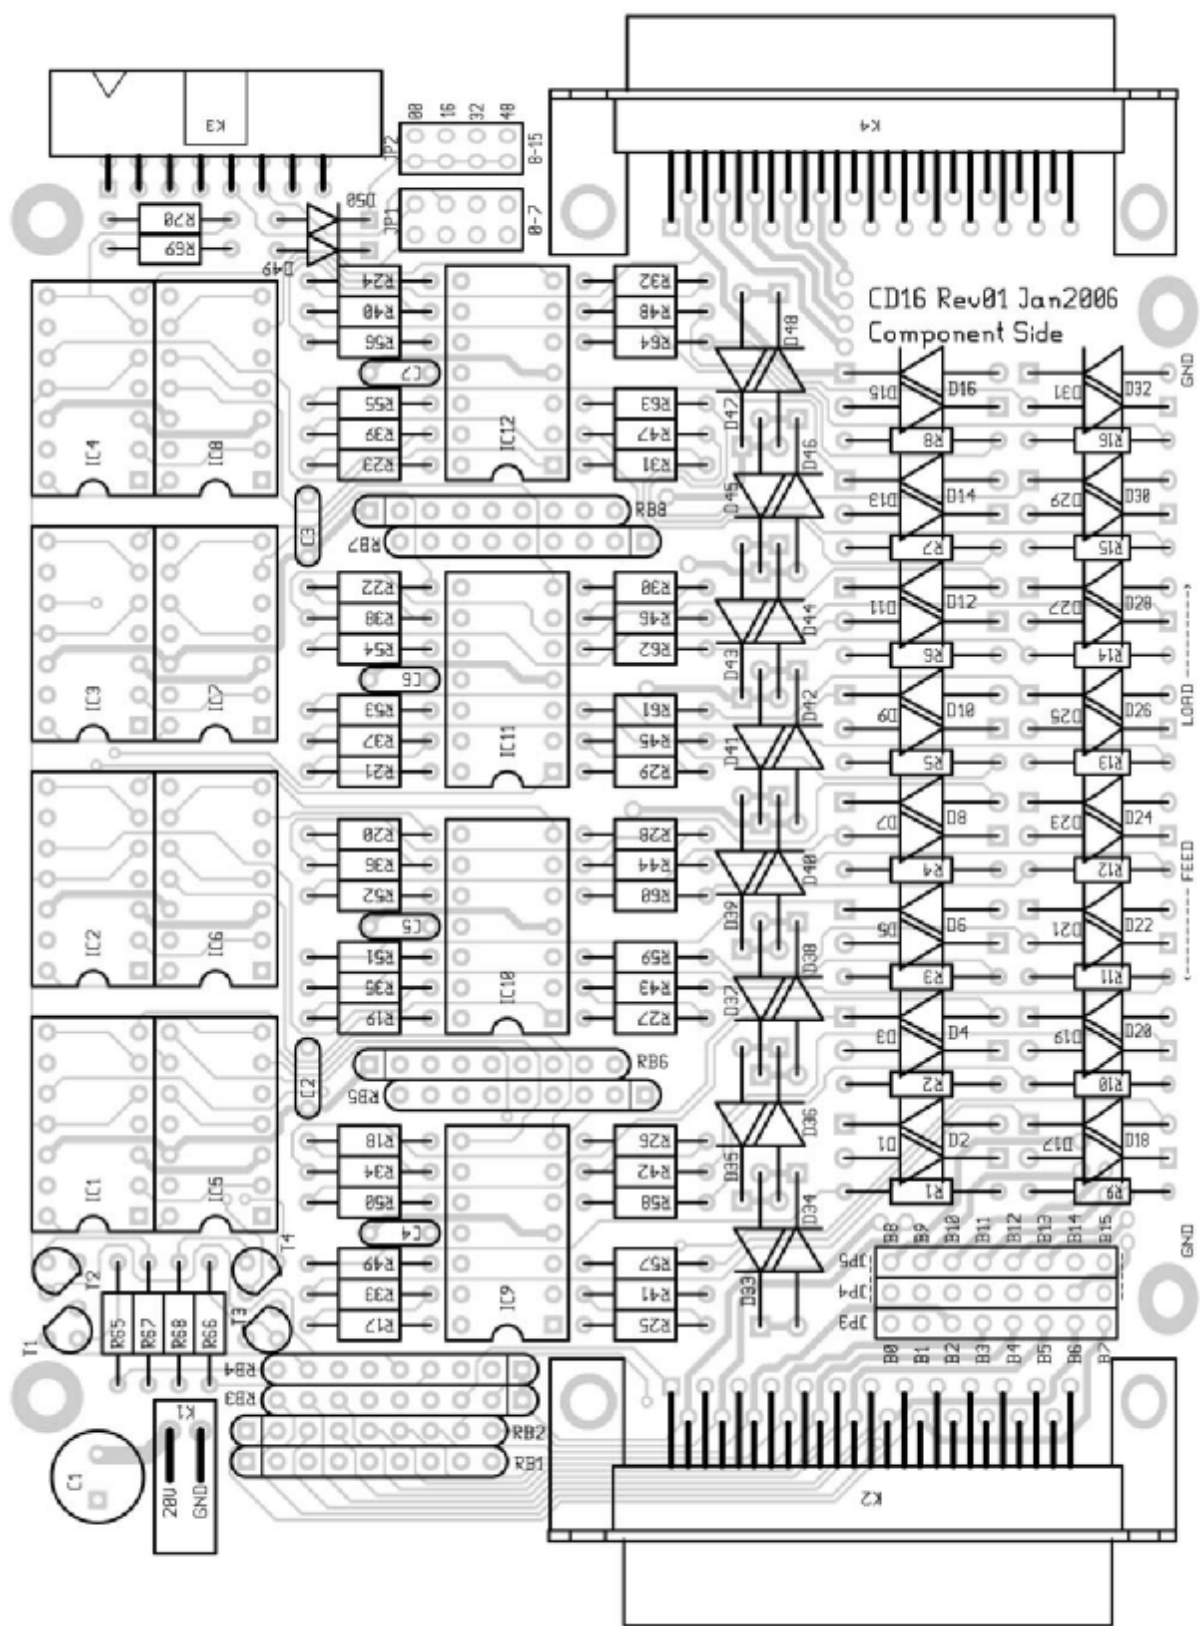 K3
JP2
00
16
32
48
8-15
JP1
0-7
K4
R70
R69
D50
D49
CD16 Rev01 Jan2006
Component Side
R24
R40
R56
C7
R55
R39
R23
IC4
IC8
IC12
R32
R48
R64
R63
R47
R31
D48
D47
D46
D45
D15
D16
R8
D13
D14
R7
D31
D32
R16
D29
D30
R15
GND
C3
RB8
RB7
R22
R38
R54
C6
R53
R37
R21
IC3
IC7
IC11
R30
R46
R62
R61
R45
R29
D44
D43
D42
D41
D11
D12
R6
D9
D10
R5
D27
D28
R14
D25
D26
R13
LOAD -------->
R20
R36
R52
C5
R51
R35
R19
IC2
IC6
IC10
R28
R44
R60
R59
R43
R27
D40
D39
D38
D37
D7
D8
R4
D5
D6
R3
D23
D24
R12
D21
D22
R11
<-------- FEED
C2
RB6
RB5
R18
R34
R50
C4
R49
R33
R17
IC1
IC5
IC9
R26
R42
R58
R57
R41
R25
D36
D35
D34
D33
D3
D4
R2
D1
D2
R1
D19
D20
R10
D17
D18
R9
GND
T4
T2
T3
T1
R65
R67
R68
R66
B8
B9
B10
B11
B12
B13
B14
B15
JP5
JP4
JP3
B0
B1
B2
B3
B4
B5
B6
B7
RB4
RB3
RB2
RB1
C1
K1
20V
GND
K2